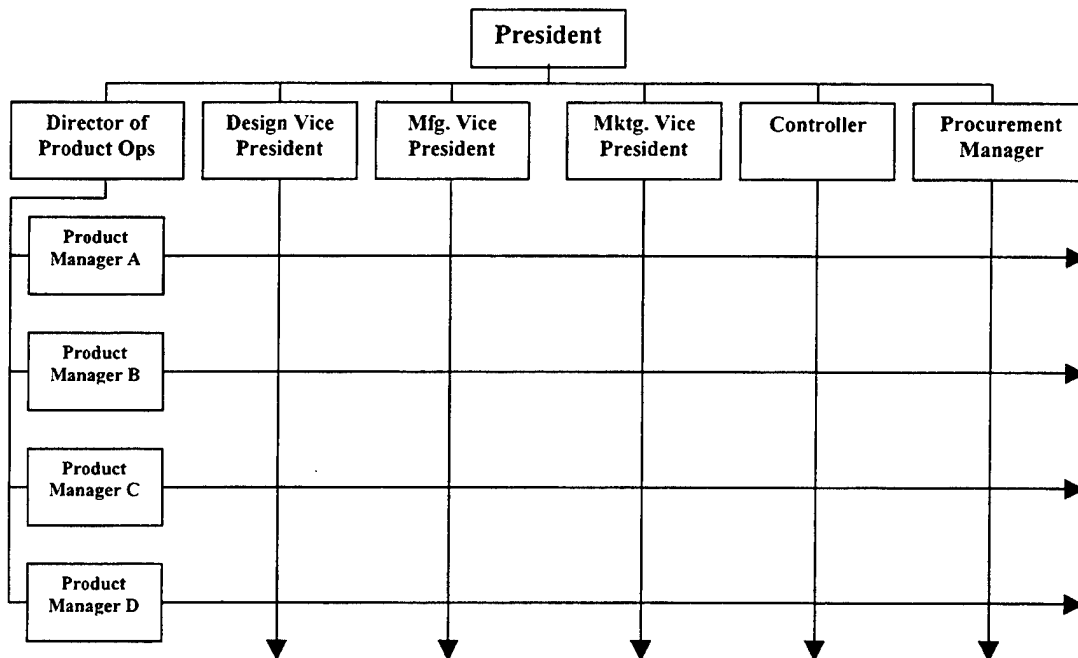 President
Director of
Product Ops
Design Vice
President
Mfg. Vice
President
Mktg. Vice
President
Controller
Procurement
Manager
Product
Manager A
Product
Manager B
Product
Manager C
Product
Manager D